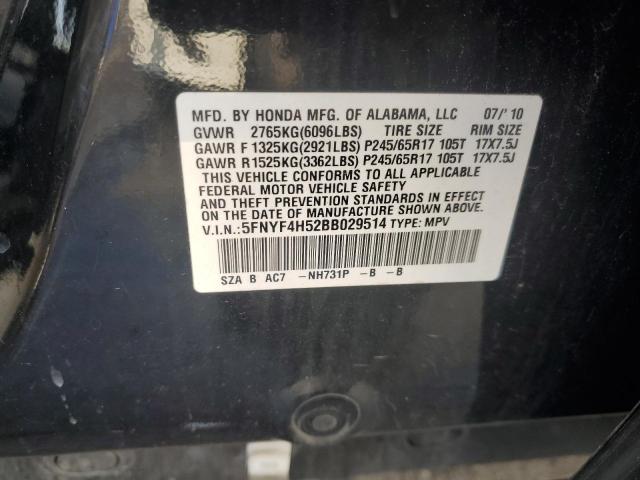 MFD. BY HONDA MFG. OF ALABAMA, LLC 07/'10
GVWR 2765KG(6096LBS) TIRE SIZE RIM SIZE
GAWR F 1325KG(2921LBS) P245/65R17 105T 17X7.5J
GAWR R1525KG(3362LBS) P245/65R17 105T 17X7.5J
THIS VEHICLE CONFORMS TO ALL APPLICABLE
FEDERAL MOTOR VEHICLE SAFETY
AND THEFT PREVENTION STANDARDS IN EFFECT
ON THE DATE OF MANUFACTURE SHOWN ABOVE.
V.I.N.:5FNYF4H52BB029514 TYPE: MPV
SZA B AC7 -NH731P -B -B